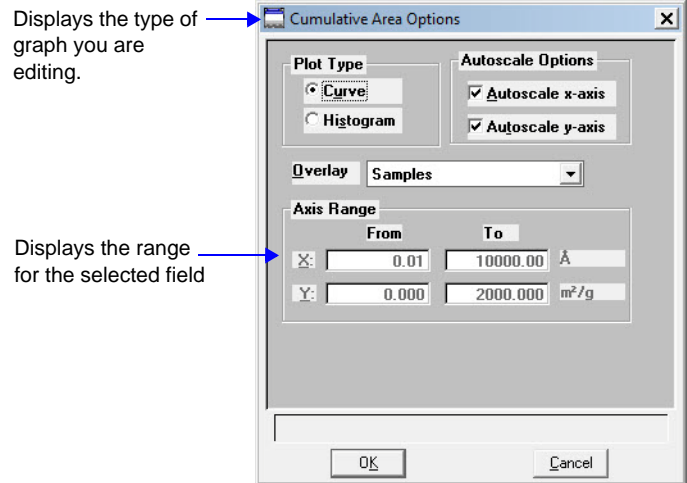 Displays the type of
graph you are
editing.
Cumulative Area Options
Plot Type
Curve
Histogram
Autoscale Options
Autoscale x-axis
Autoscale y-axis
Overlay Samples
Axis Range
From To
Displays the range
for the selected field
X: 0.01 10000.00 Å
Y: 0.000 2000.000 m²/g
OK Cancel